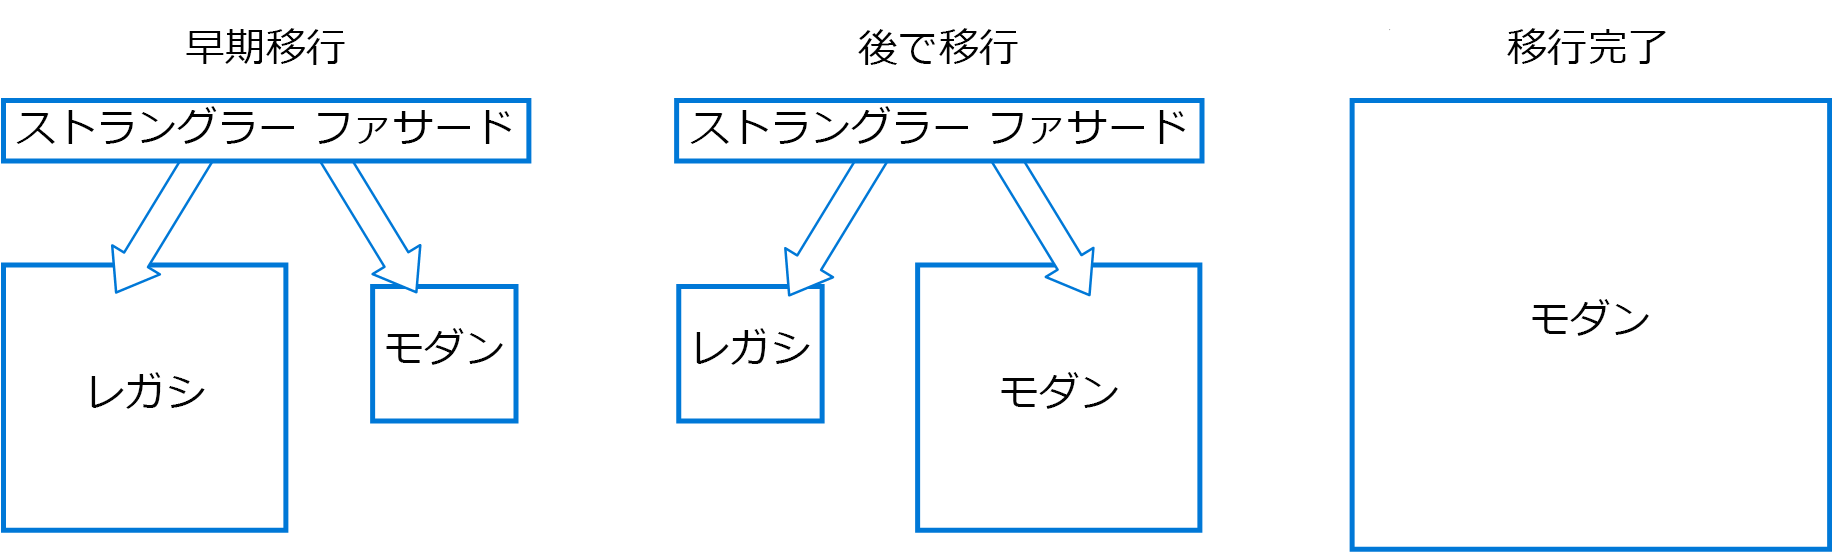 早期移行
ストラングラー ファサード
レガシ
モダン
後で移行
ストラングラー ファサード
レガシ
モダン
移行完了
モダン